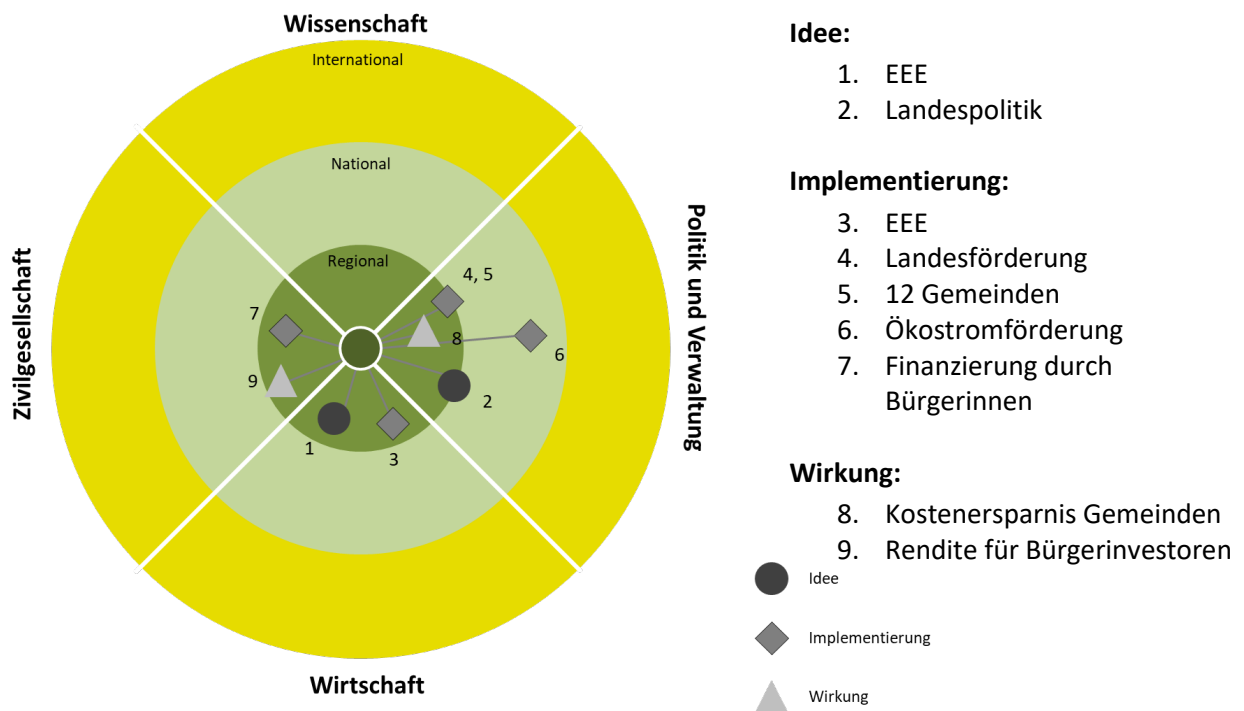 Wissenschaft
International
National
Regional
Zivilgesellschaft
Politik und Verwaltung
Wirtschaft
4, 5
7
8
6
9
2
1
3
Idee:
1. EEE
2. Landespolitik
Implementierung:
3. EEE
4. Landesförderung
5. 12 Gemeinden
6. Ökostromförderung
7. Finanzierung durch
Bürgerinnen
Wirkung:
8. Kostenersparnis Gemeinden
9. Rendite für Bürgerinvestoren
Idee
Implementierung
Wirkung